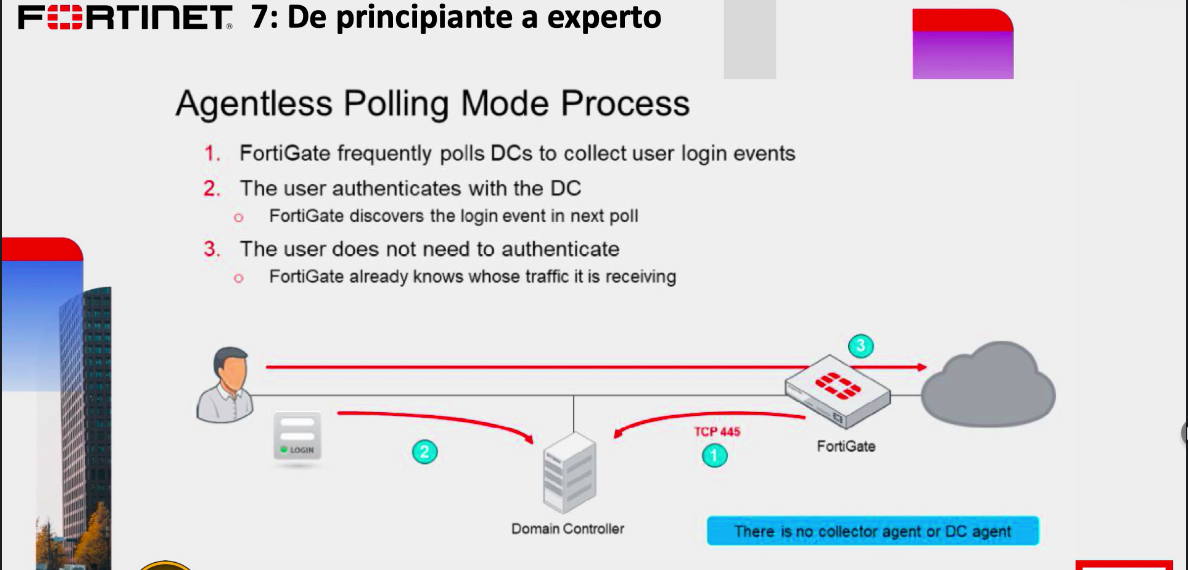 FORTINET® 7: De principiante a experto
Agentless Polling Mode Process
1. FortiGate frequently polls DCs to collect user login events
2. The user authenticates with the DC
o FortiGate discovers the login event in next poll
3. The user does not need to authenticate
o FortiGate already knows whose traffic it is receiving
3
LOGIN
2
TCP 445
1
FortiGate
Domain Controller
There is no collector agent or DC agent